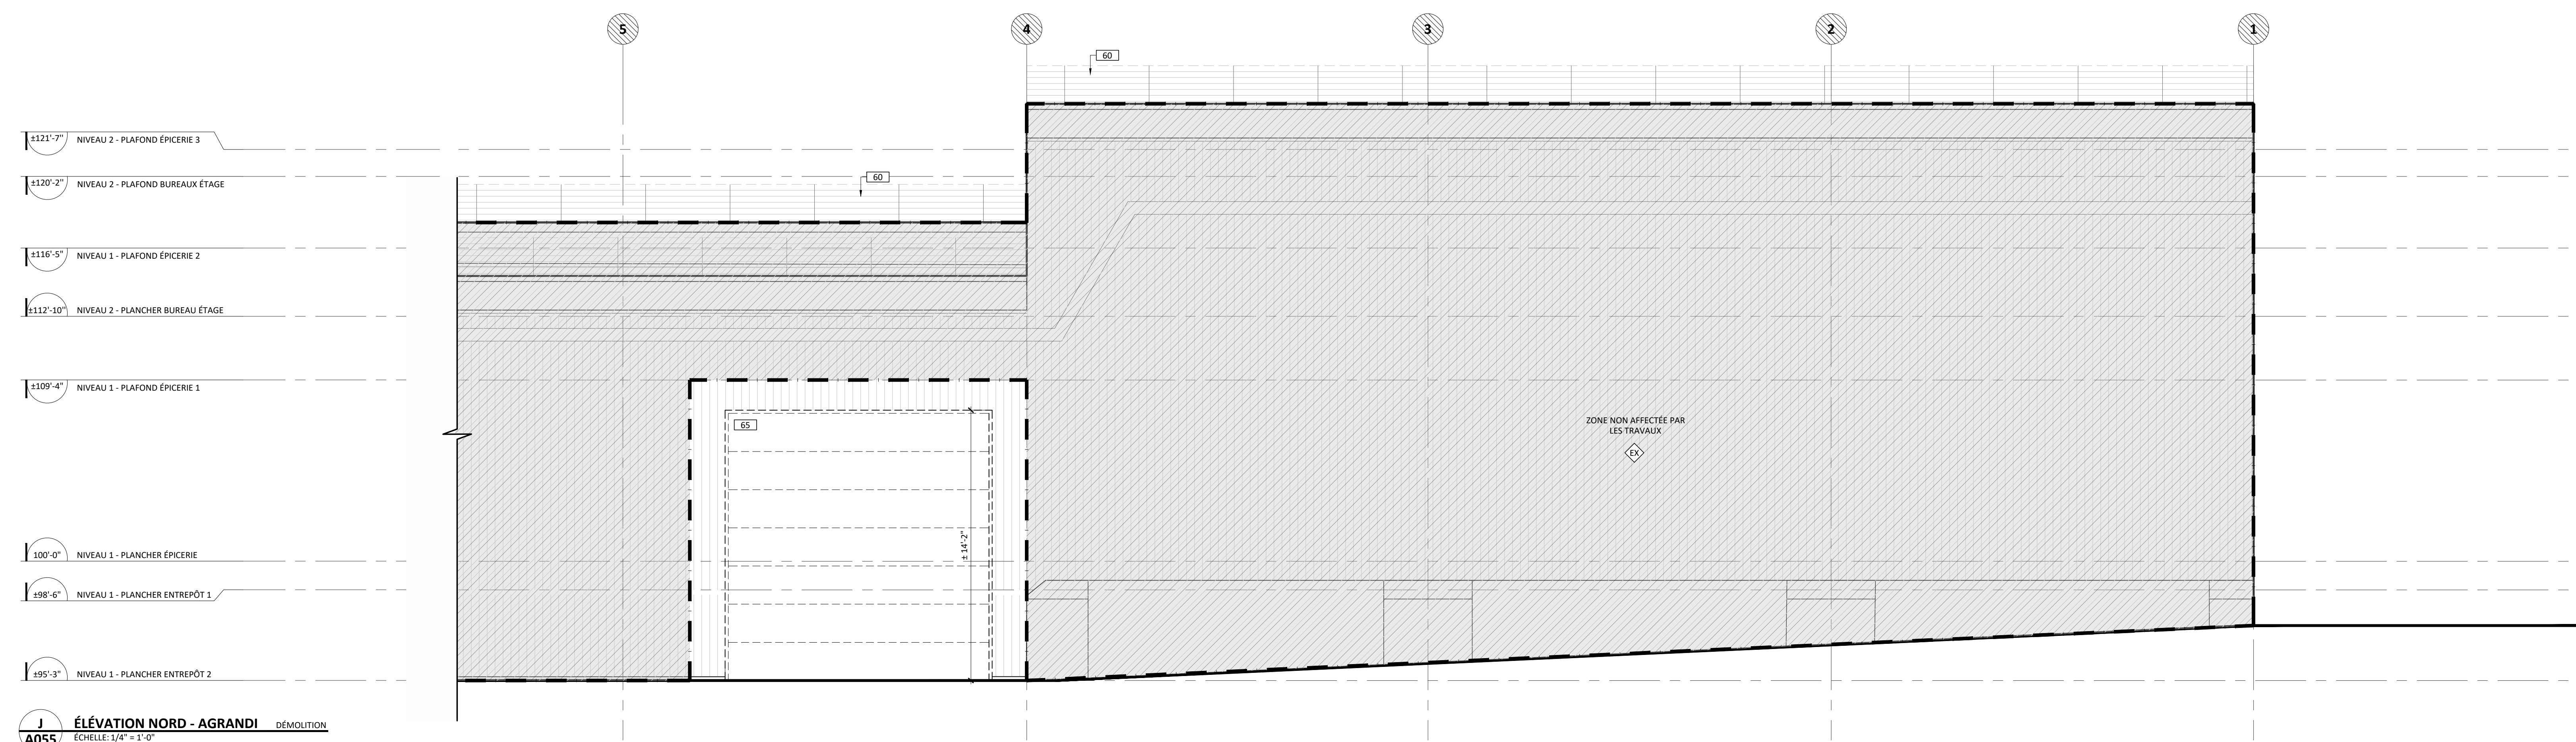 5
4
3
2
1
60
±121'-7" NIVEAU 2 - PLAFOND ÉPICERIE 3
60
±120'-2" NIVEAU 2 - PLAFOND BUREAUX ÉTAGE
±116'-5" NIVEAU 1 - PLAFOND ÉPICERIE 2
±112'-10" NIVEAU 2 - PLANCHER BUREAU ÉTAGE
±109'-4" NIVEAU 1 - PLAFOND ÉPICERIE 1
65
ZONE NON AFFECTÉE PAR
LES TRAVAUX
EX
±14'-2"
100'-0" NIVEAU 1 - PLANCHER ÉPICERIE
±98'-6" NIVEAU 1 - PLANCHER ENTREPÔT 1
±95'-3" NIVEAU 1 - PLANCHER ENTREPÔT 2
J ÉLÉVATION NORD - AGRANDI DÉMOLITION
A055 ÉCHELLE: 1/4" = 1'-0"